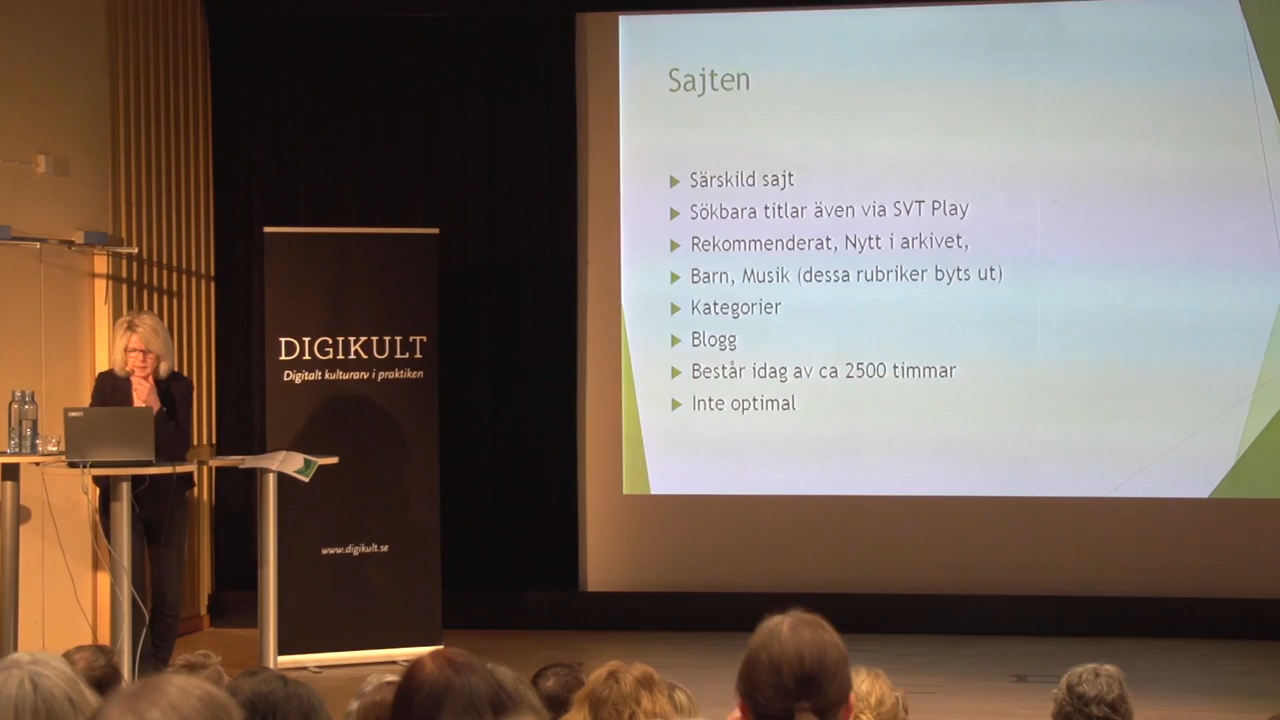 Sajten
Särskild sajt
Sökbara titlar även via SVT Play
Rekommenderat, Nytt i arkivet,
Barn, Musik (dessa rubriker byts ut)
Kategorier
Blogg
Består idag av ca 2500 timmar
Inte optimal
DIGIKULT
Digitalt kulturarv i praktiken
www.digikult.se